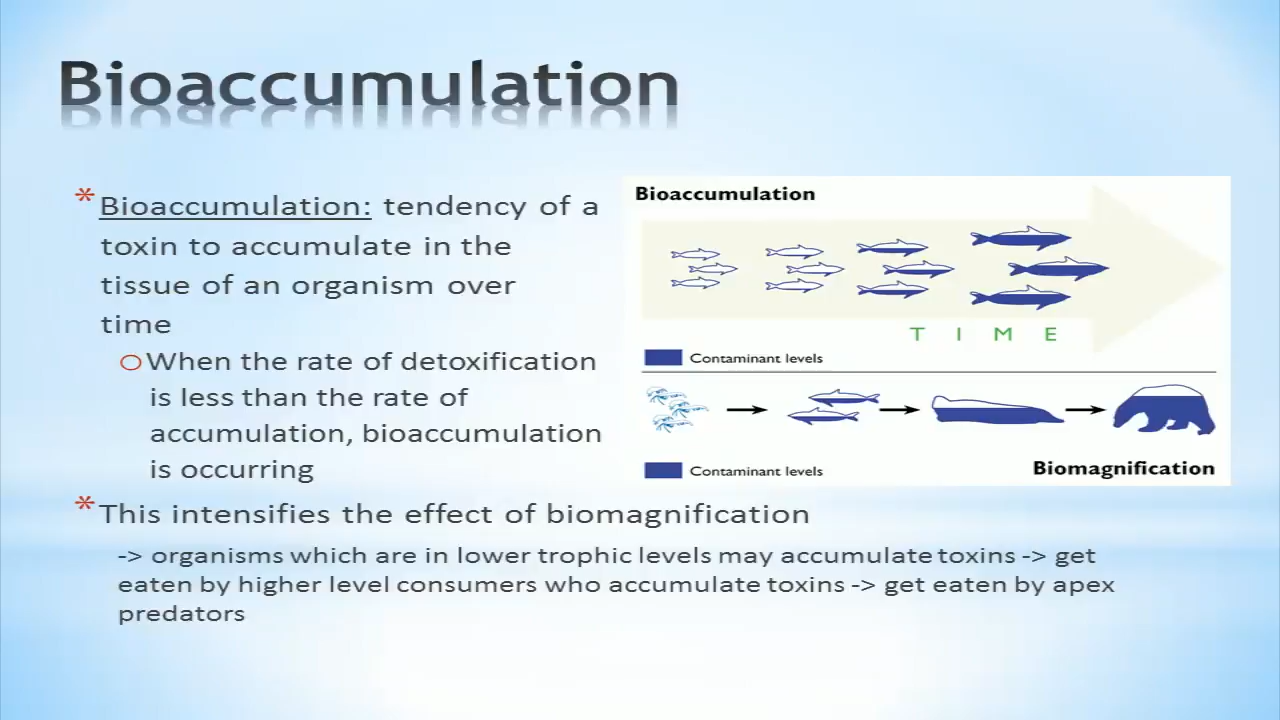 Bioaccumulation
* Bioaccumulation: tendency of a
toxin to accumulate in the
tissue of an organism over
time
o When the rate of detoxification
is less than the rate of
accumulation, bioaccumulation
is occurring
* This intensifies the effect of biomagnification
-> organisms which are in lower trophic levels may accumulate toxins -> get
eaten by higher level consumers who accumulate toxins -> get eaten by apex
predators
Bioaccumulation
T I M E
Contaminant levels
Contaminant levels
Biomagnification